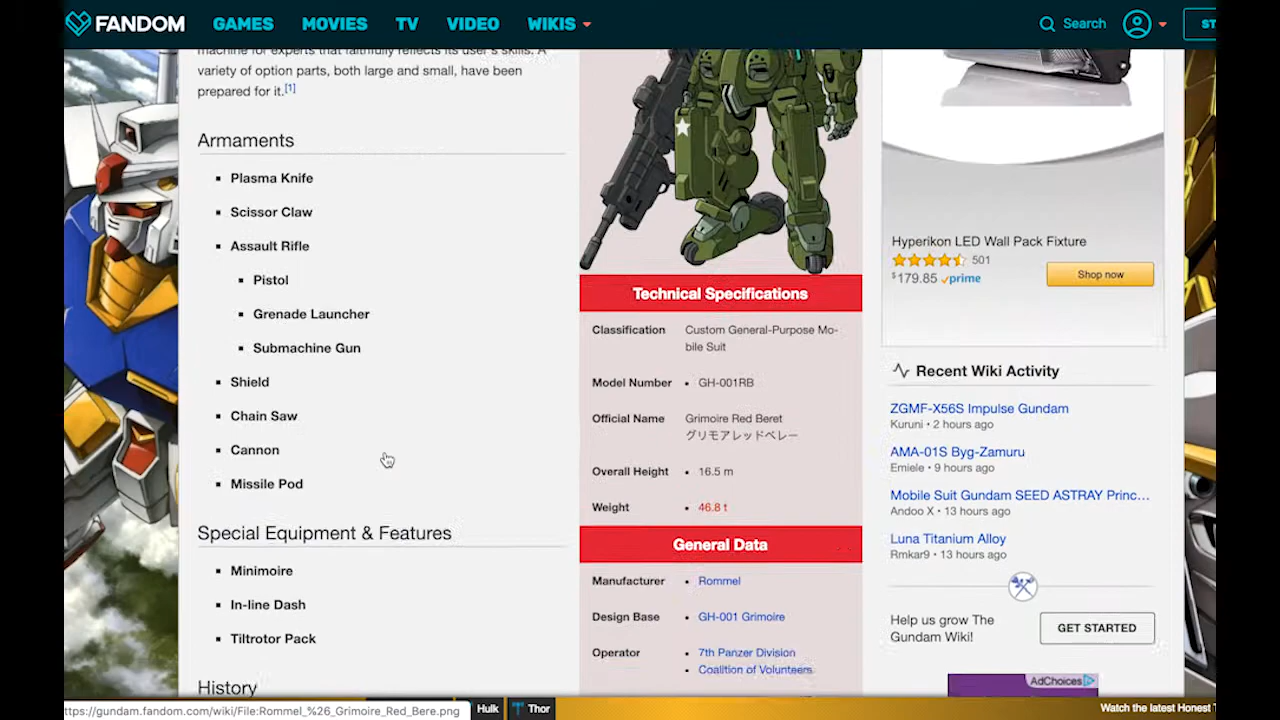 FANDOM GAMES MOVIES TV VIDEO WIKIS Search ST
machine for experts that faithfully reflects its user's skills. A
variety of option parts, both large and small, have been
prepared for it.[1]
Armaments
Plasma Knife
Scissor Claw
Assault Rifle
Pistol
Grenade Launcher
Submachine Gun
Shield
Chain Saw
Cannon
Missile Pod
Special Equipment & Features
Minimoire
In-line Dash
Tiltrotor Pack
History
Technical Specifications
Classification Custom General-Purpose Mo-
bile Suit
Model Number GH-001RB
Official Name Grimoire Red Beret
グリモアレッドベレー
Overall Height 16.5 m
Weight 46.8 t
General Data
Manufacturer Rommel
Design Base GH-001 Grimoire
Operator 7th Panzer Division
Coalition of Volunteers
Hyperikon LED Wall Pack Fixture
501
$179.85 prime Shop now
Recent Wiki Activity
ZGMF-X56S Impulse Gundam
Kuruni • 2 hours ago
AMA-01S Byg-Zamuru
Emiele • 9 hours ago
Mobile Suit Gundam SEED ASTRAY Princ...
Andoo X • 13 hours ago
Luna Titanium Alloy
Rmkar9 • 13 hours ago
Help us grow The
Gundam Wiki!
GET STARTED
AdChoices
ttps://gundam.fandom.com/wiki/File:Rommel_%26_Grimoire_Red_Bere.png
Hulk Thor Watch the latest Honest T